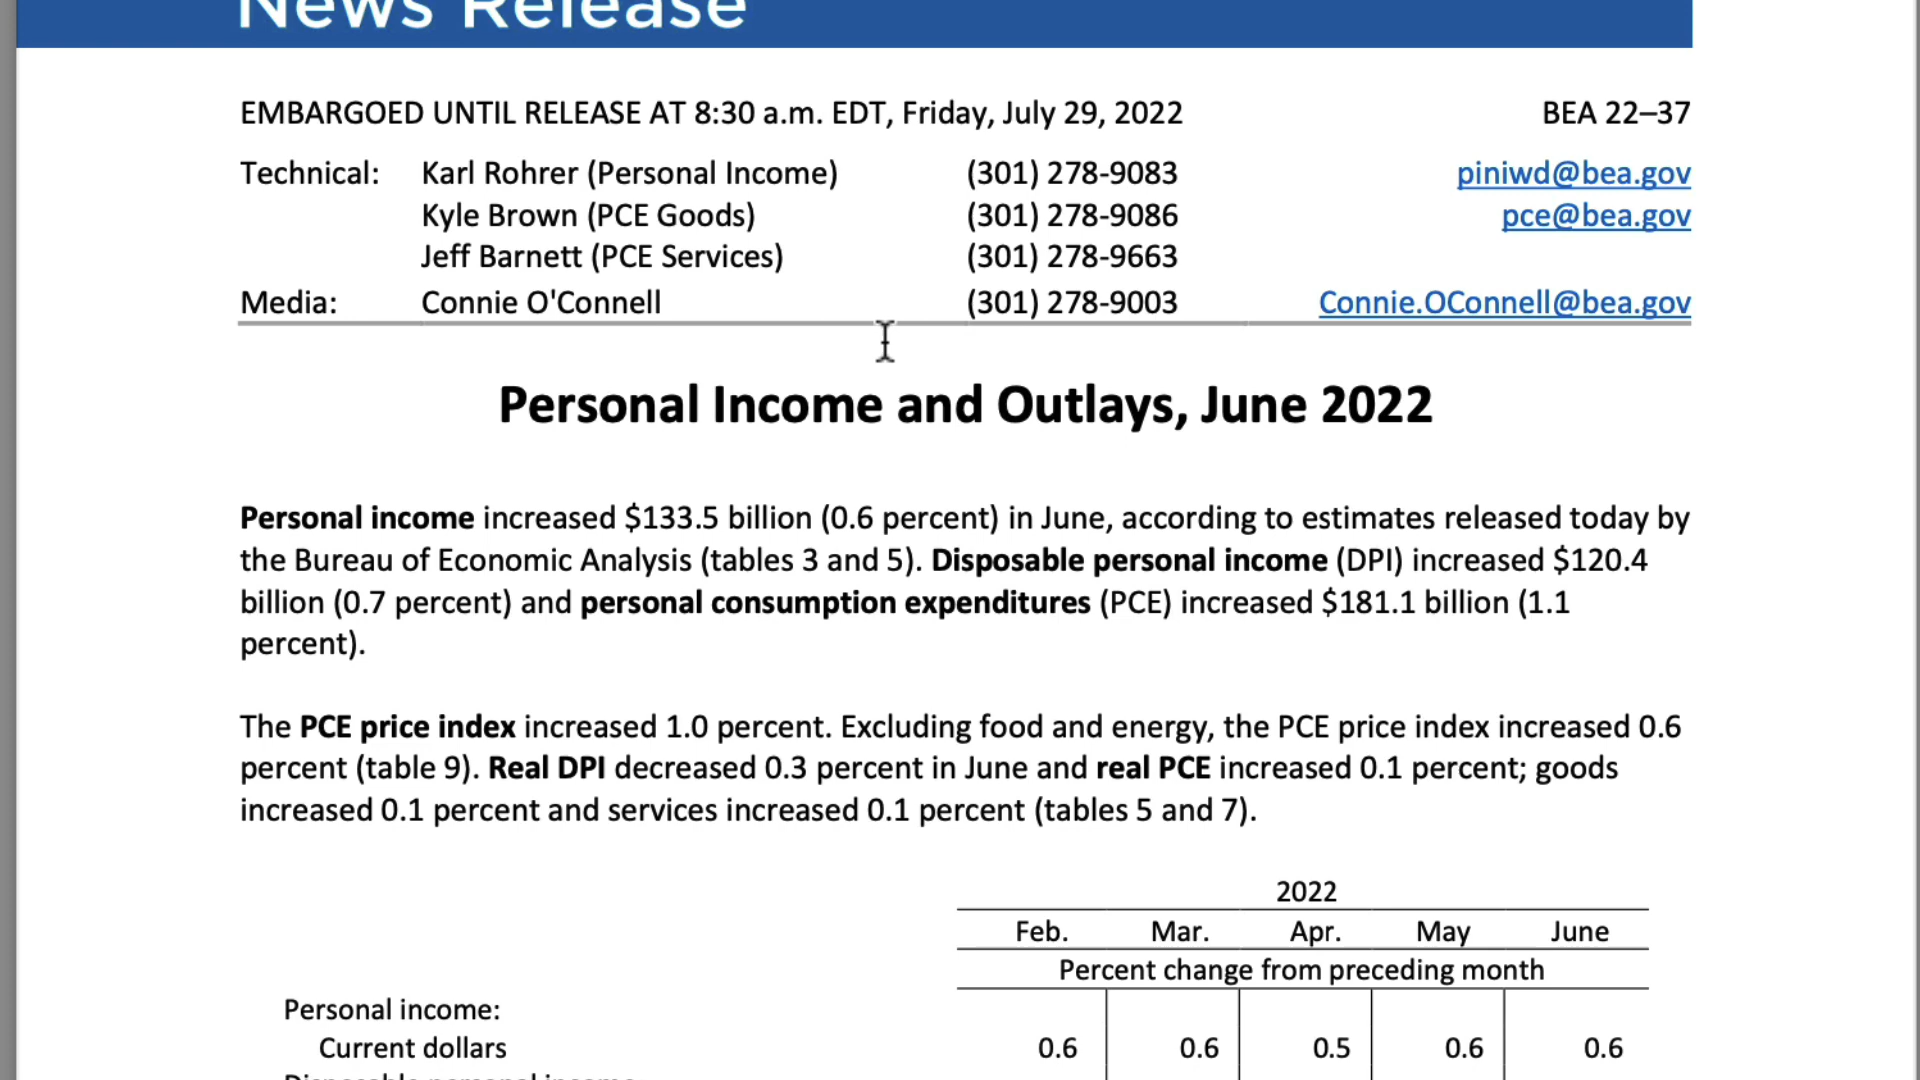 News Release
EMBARGOED UNTIL RELEASE AT 8:30 a.m. EDT, Friday, July 29, 2022 BEA 22–37
Technical: Karl Rohrer (Personal Income) (301) 278-9083 piniwd@bea.gov
Kyle Brown (PCE Goods) (301) 278-9086 pce@bea.gov
Jeff Barnett (PCE Services) (301) 278-9663
Media: Connie O'Connell (301) 278-9003 Connie.OConnell@bea.gov
Personal Income and Outlays, June 2022
Personal income increased $133.5 billion (0.6 percent) in June, according to estimates released today by
the Bureau of Economic Analysis (tables 3 and 5). Disposable personal income (DPI) increased $120.4
billion (0.7 percent) and personal consumption expenditures (PCE) increased $181.1 billion (1.1
percent).
The PCE price index increased 1.0 percent. Excluding food and energy, the PCE price index increased 0.6
percent (table 9). Real DPI decreased 0.3 percent in June and real PCE increased 0.1 percent; goods
increased 0.1 percent and services increased 0.1 percent (tables 5 and 7).
2022
Feb. Mar. Apr. May June
Percent change from preceding month
Personal income:
Current dollars 0.6 0.6 0.5 0.6 0.6
Disposable personal income